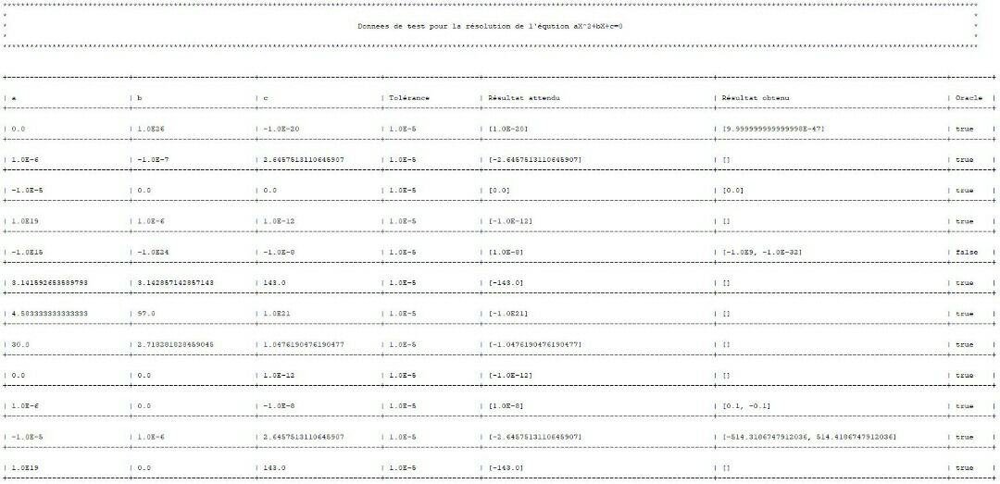 Donnees de test pour la résolution de l'éqution aX^2+bX+c=0
| a | b | c | Tolérance | Résultat attendu | Résultat obtenu | Oracle |
| 0.0 | 1.0E26 | -1.0E-20 | 1.0E-5 | [1.0E-20] | [9.999999999999998E-47] | true |
| 1.0E-6 | -1.0E-7 | 2.6457513110645907 | 1.0E-5 | [-2.6457513110645907] | [] | true |
| -1.0E-5 | 0.0 | 0.0 | 1.0E-5 | [0.0] | [0.0] | true |
| 1.0E19 | 1.0E-6 | 1.0E-12 | 1.0E-5 | [-1.0E-12] | [] | true |
| -1.0E15 | -1.0E24 | -1.0E-8 | 1.0E-5 | [1.0E-8] | [-1.0E9, -1.0E-32] | false |
| 3.141592653589793 | 3.142857142857143 | 143.0 | 1.0E-5 | [-143.0] | [] | true |
| 4.583333333333333 | 97.0 | 1.0E21 | 1.0E-5 | [-1.0E21] | [] | true |
| 30.0 | 2.718281828459045 | 1.0476190476190477 | 1.0E-5 | [-1.0476190476190477] | [] | true |
| 0.0 | 0.0 | 1.0E-12 | 1.0E-5 | [-1.0E-12] | [] | true |
| 1.0E-6 | 0.0 | -1.0E-8 | 1.0E-5 | [1.0E-8] | [0.1, -0.1] | true |
| -1.0E-5 | 1.0E-6 | 2.6457513110645907 | 1.0E-5 | [-2.6457513110645907] | [-514.3186747912036, 514.4186747912036] | true |
| 1.0E19 | 0.0 | 143.0 | 1.0E-5 | [-143.0] | [] | true |